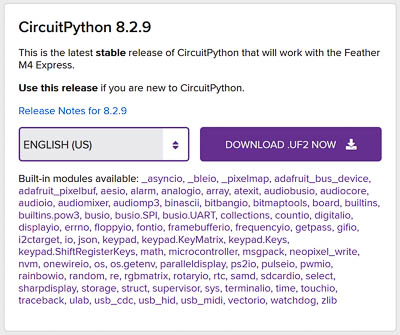 CircuitPython 8.2.9
This is the latest stable release of CircuitPython that will work with the Feather
M4 Express.
Use this release if you are new to CircuitPython.
Release Notes for 8.2.9
ENGLISH (US)
DOWNLOAD .UF2 NOW
Built-in modules available: _asyncio, _bleio, _pixelmap, adafruit_bus_device,
adafruit_pixelbuf, aesio, alarm, analogio, array, atexit, audiobusio, audiocore,
audioio, audiomixer, audiomp3, binascii, bitbangio, bitmaptools, board, builtins,
builtins.pow3, busio, busio.SPI, busio.UART, collections, countio, digitalio,
displayio, errno, floppyio, fontio, framebufferio, frequencyio, getpass, gifio,
i2ctarget, io, json, keypad, keypad.KeyMatrix, keypad.Keys,
keypad.ShiftRegisterKeys, math, microcontroller, msgpack, neopixel_write,
nvm, onewireio, os, os.getenv, paralleldisplay, ps2io, pulseio, pwmio,
rainbowio, random, re, rgbmatrix, rotaryio, rtc, samd, sdcardio, select,
sharpdisplay, storage, struct, supervisor, sys, terminalio, time, touchio,
traceback, ulab, usb_cdc, usb_hid, usb_midi, vectorio, watchdog, zlib